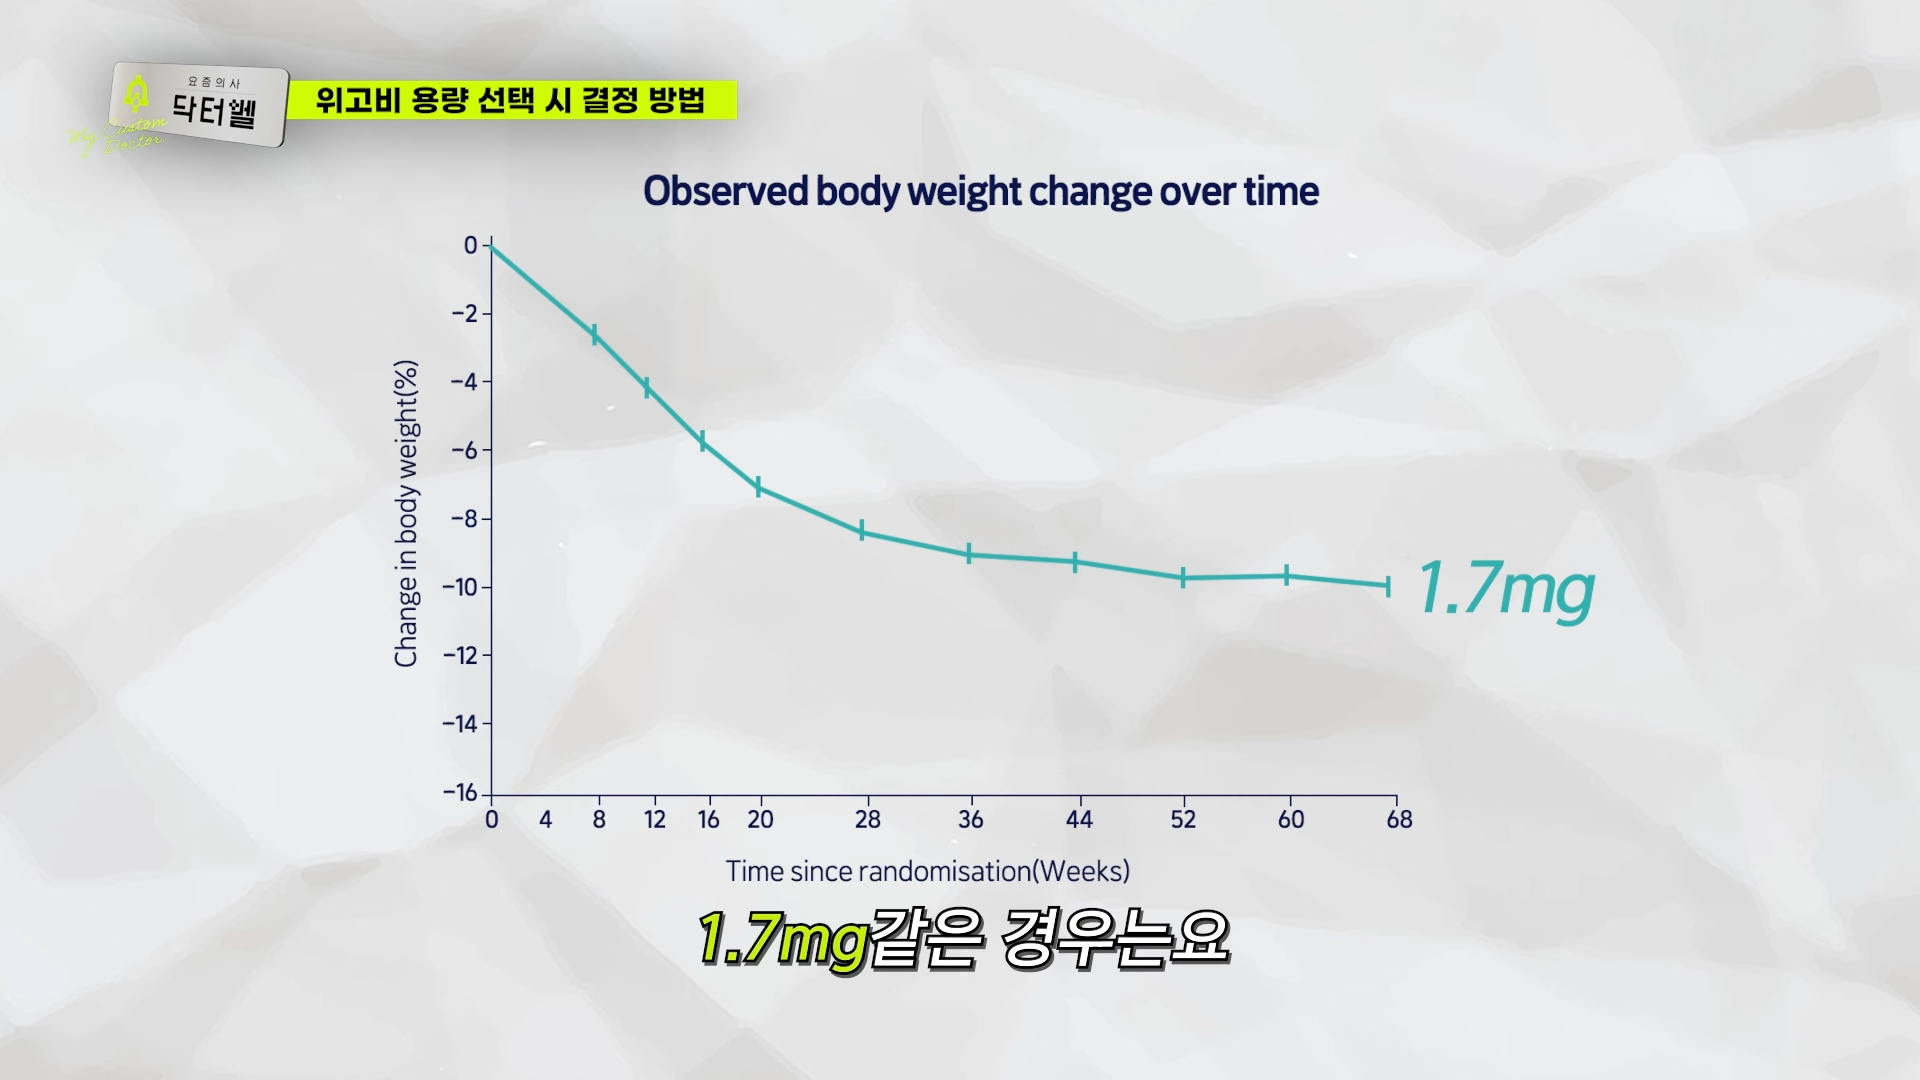 요즘의사
닥터웰
My Custom
Doctor
위고비 용량 선택 시 결정 방법
Observed body weight change over time
Change in body weight(%)
0
−2
−4
−6
−8
−10
−12
−14
−16
0 4 8 12 16 20 28 36 44 52 60 68
1.7mg
Time since randomisation(Weeks)
1.7mg같은 경우는요